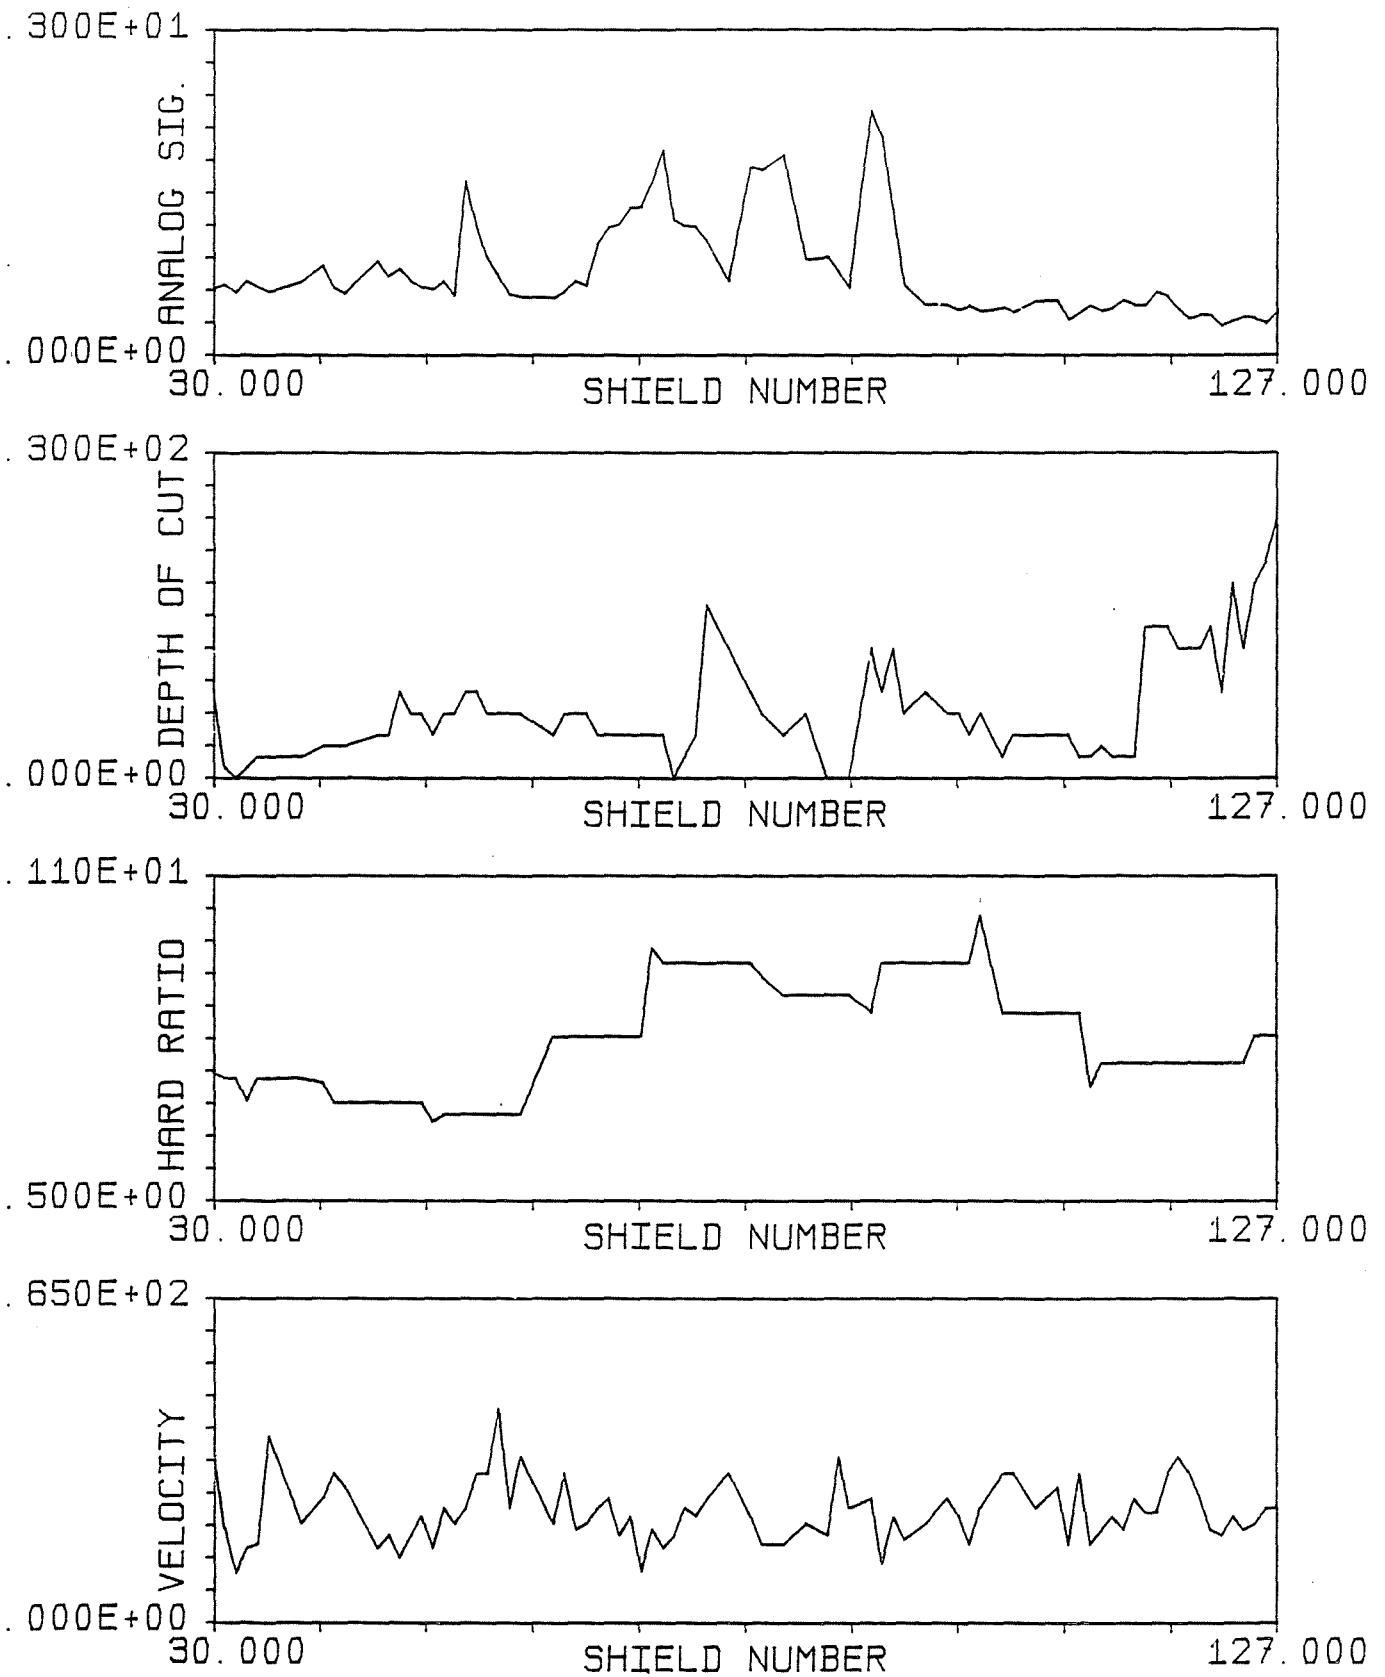 .300E+01
ANALOG SIG.
.000E+00
30.000 SHIELD NUMBER 127.000
.300E+02
DEPTH OF CUT
.000E+00
30.000 SHIELD NUMBER 127.000
.110E+01
HARD RATIO
.500E+00
30.000 SHIELD NUMBER 127.000
.650E+02
VELOCITY
.000E+00
30.000 SHIELD NUMBER 127.000